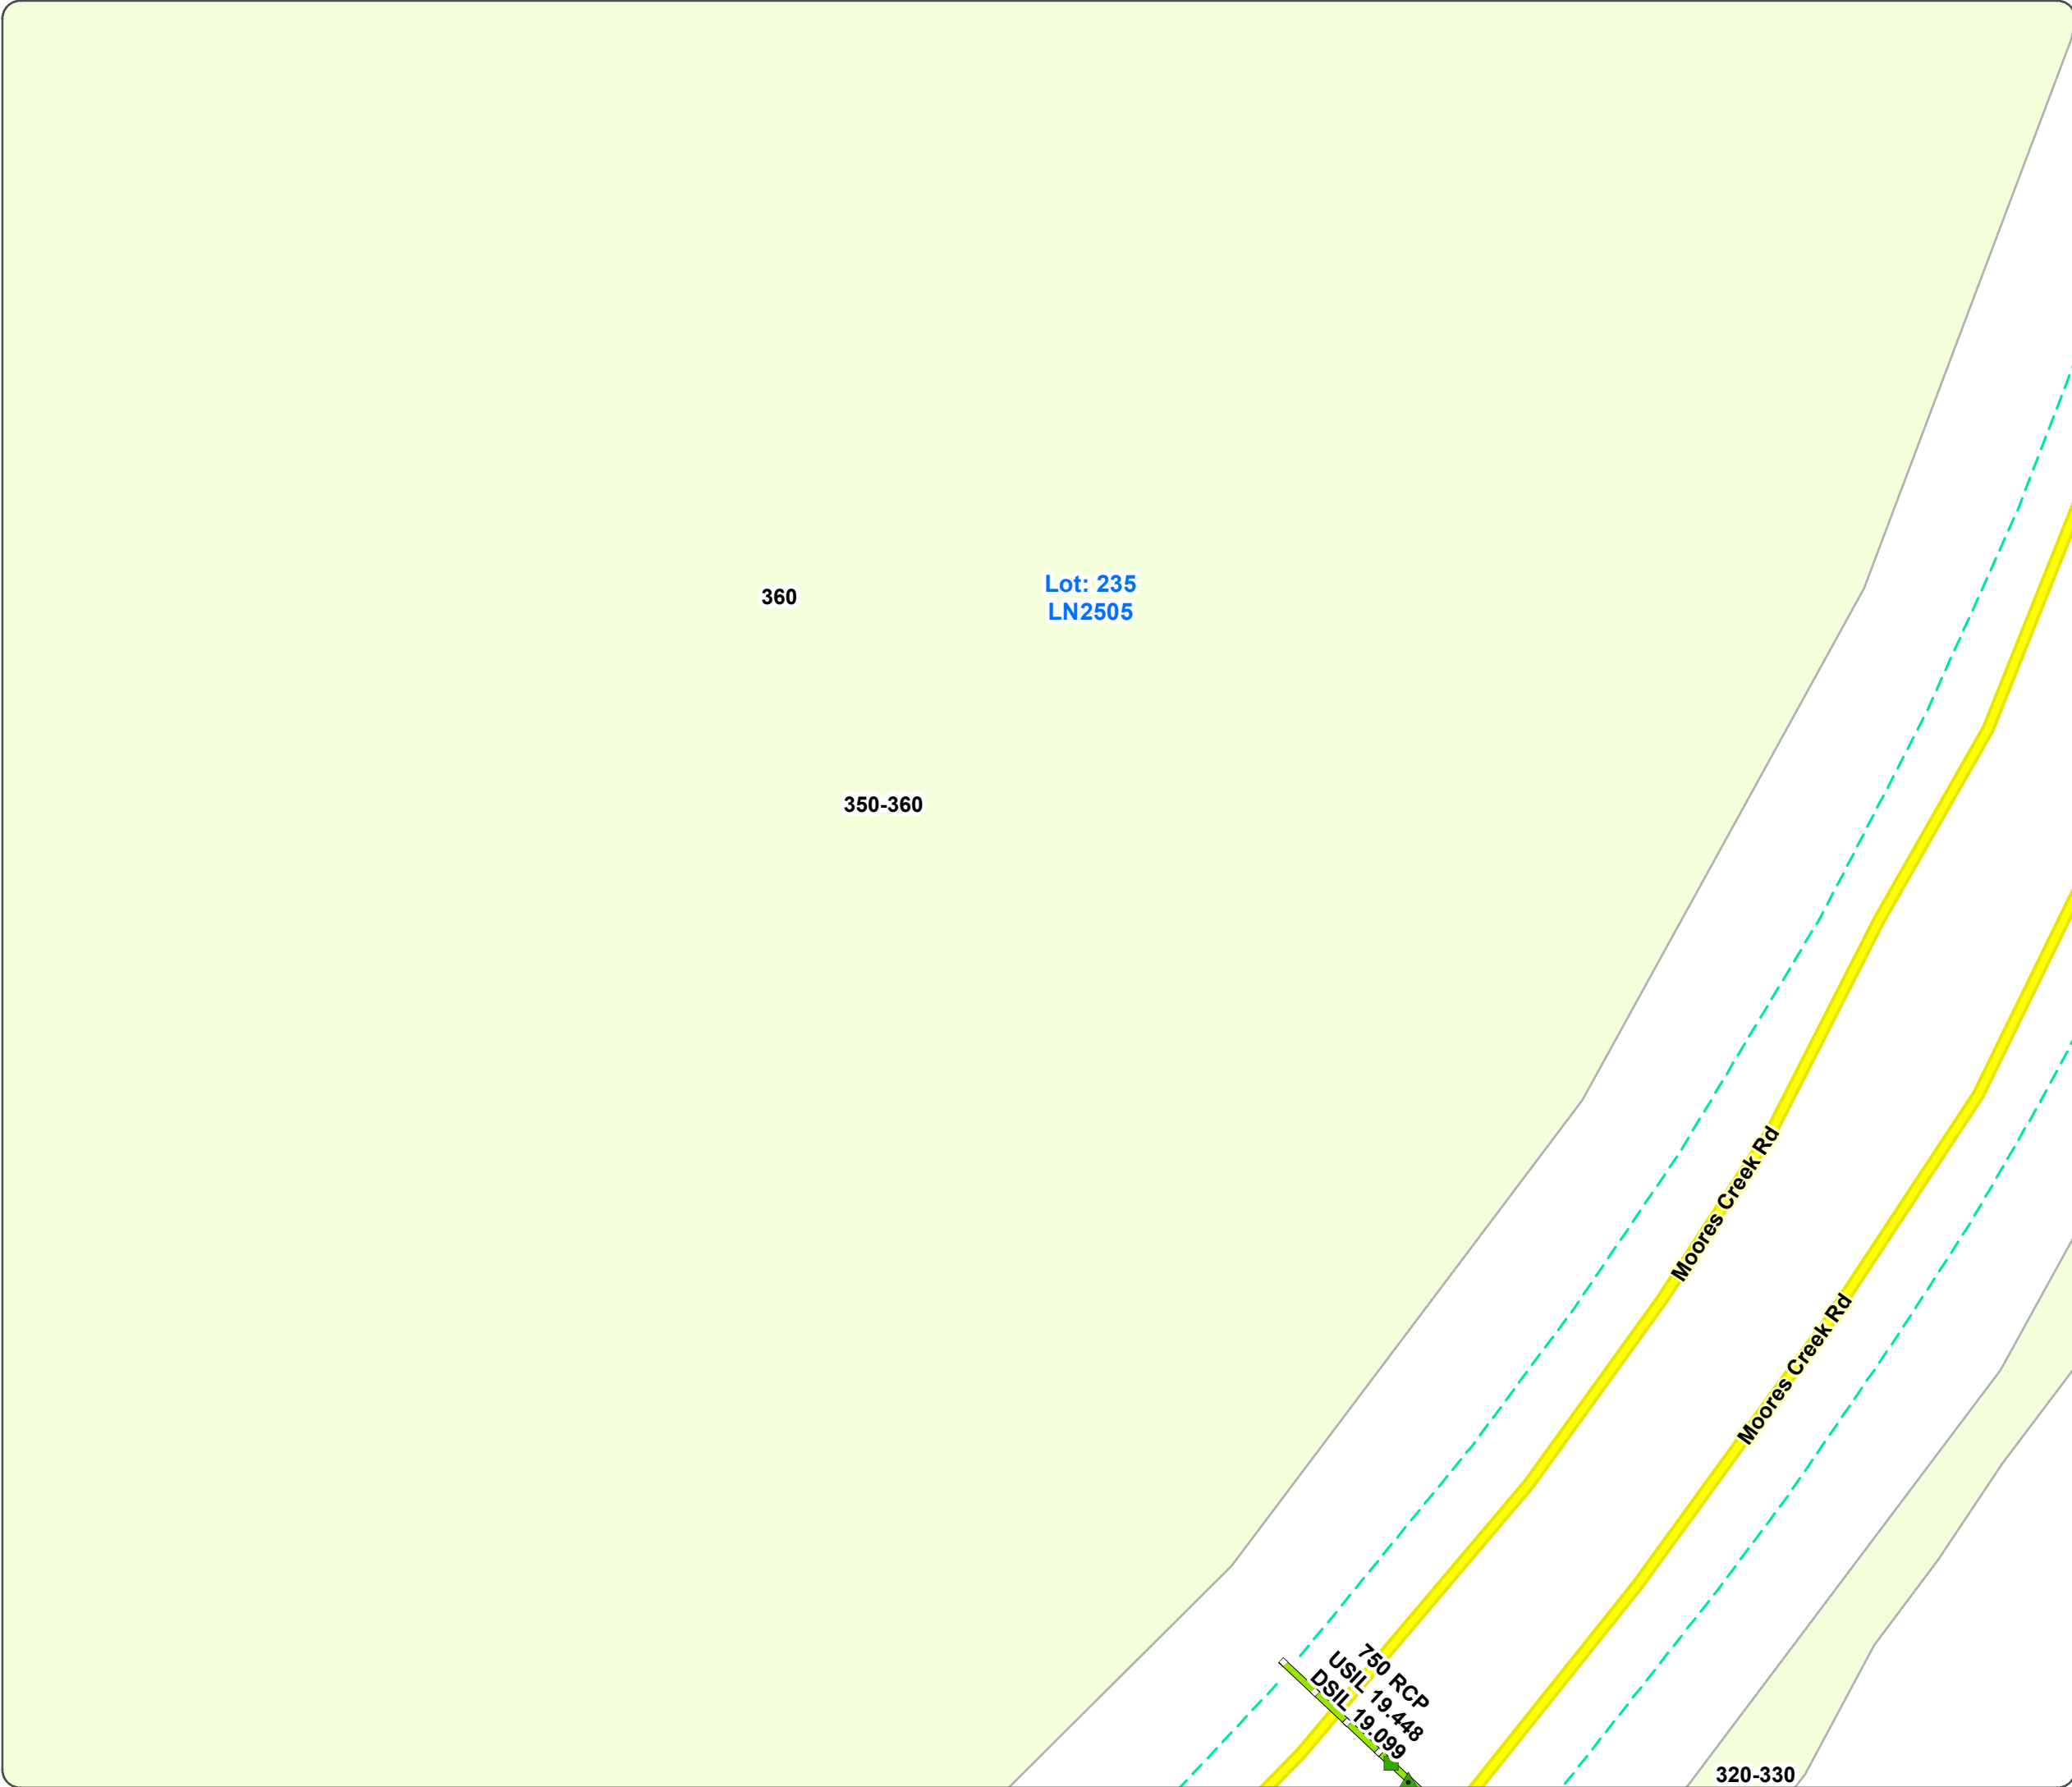 360
Lot: 235
LN2505
350-360
Moores Creek Rd
Moores Creek Rd
750 RCP
USIL 19.448
DSIL 19.099
320-330